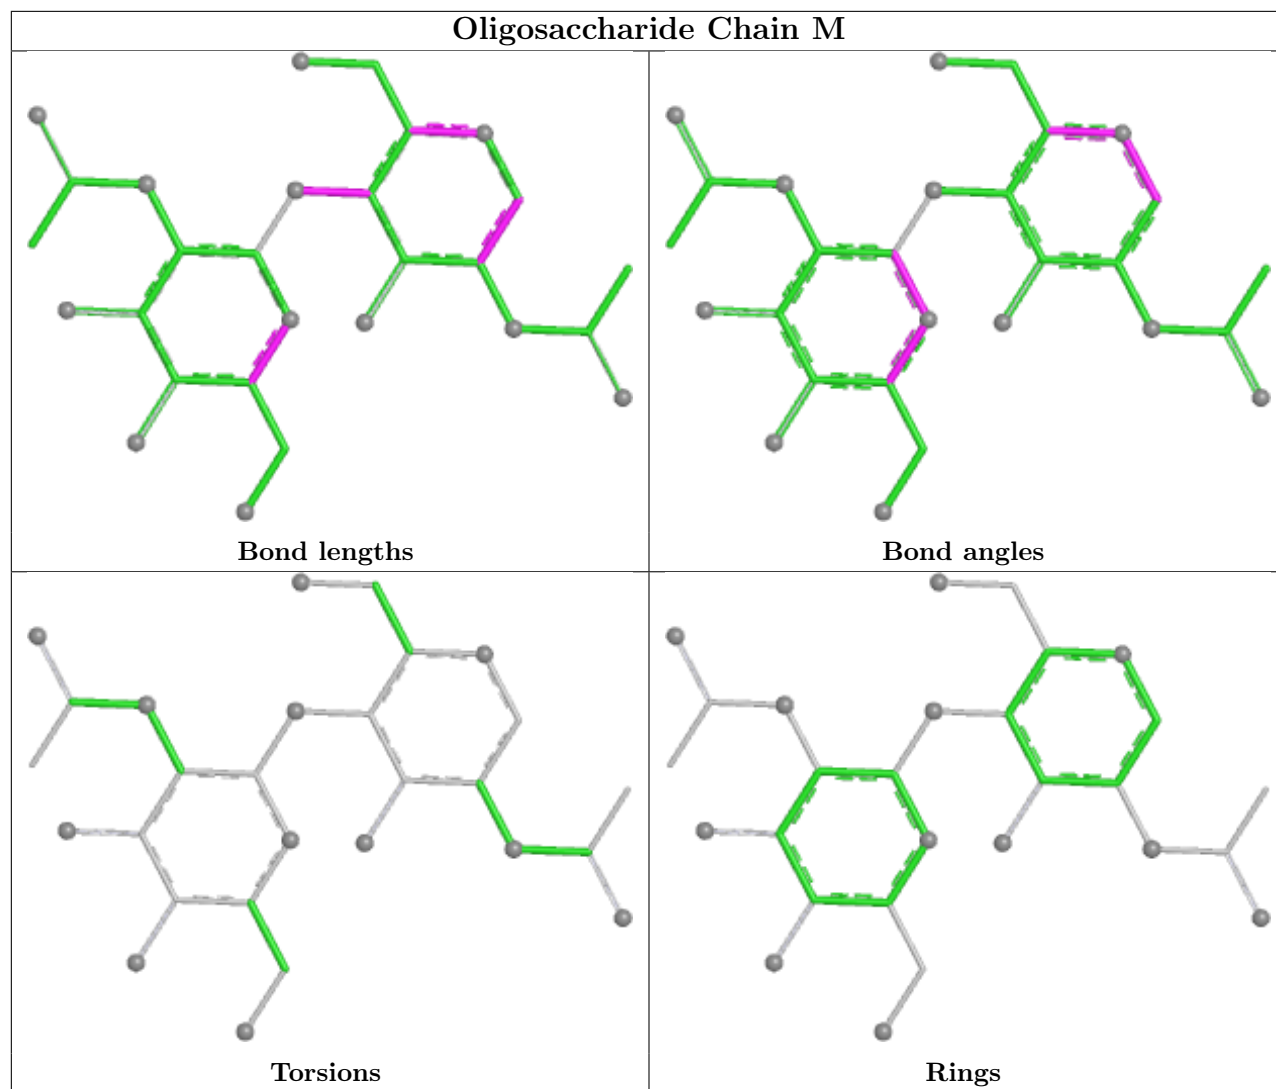 Oligosaccharide Chain M
Bond lengths
Bond angles
Torsions
Rings